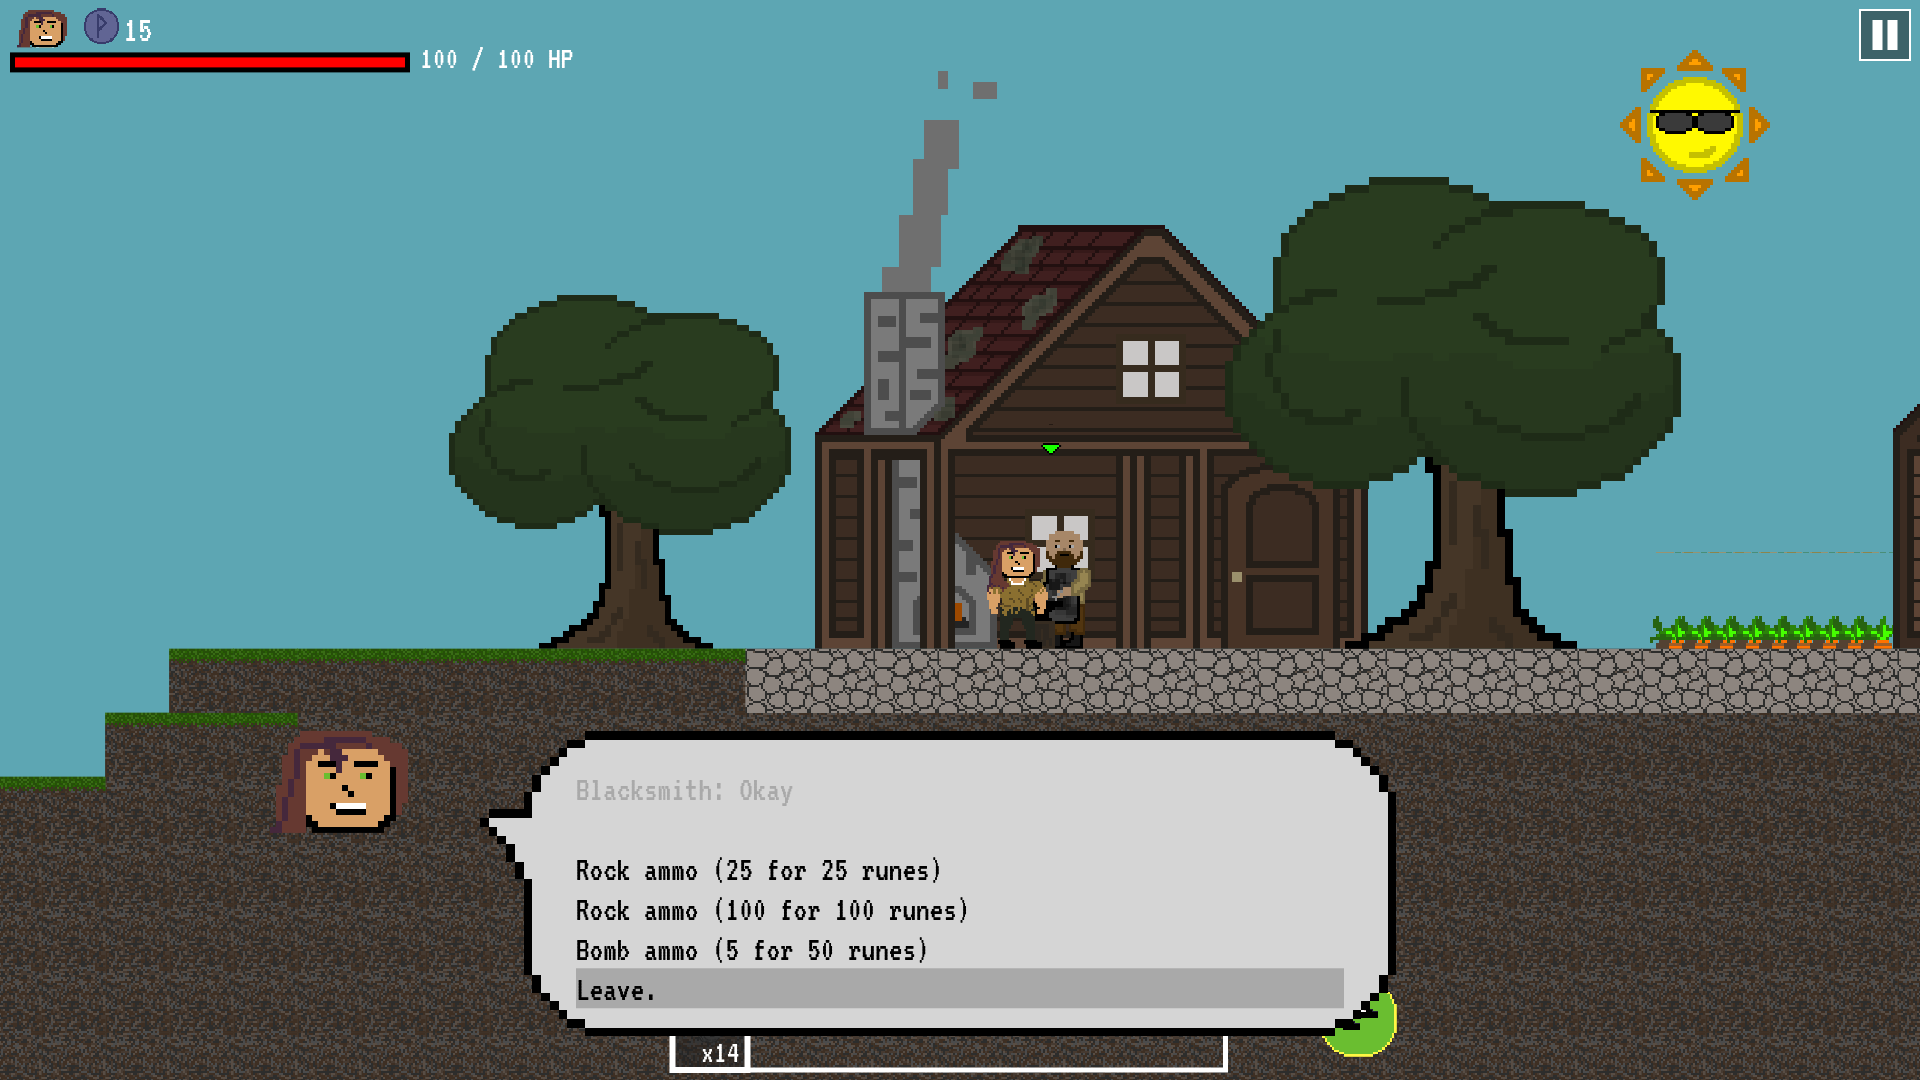 15
100 / 100 HP
Blacksmith: Okay
Rock ammo (25 for 25 runes)
Rock ammo (100 for 100 runes)
Bomb ammo (5 for 50 runes)
Leave.
x14